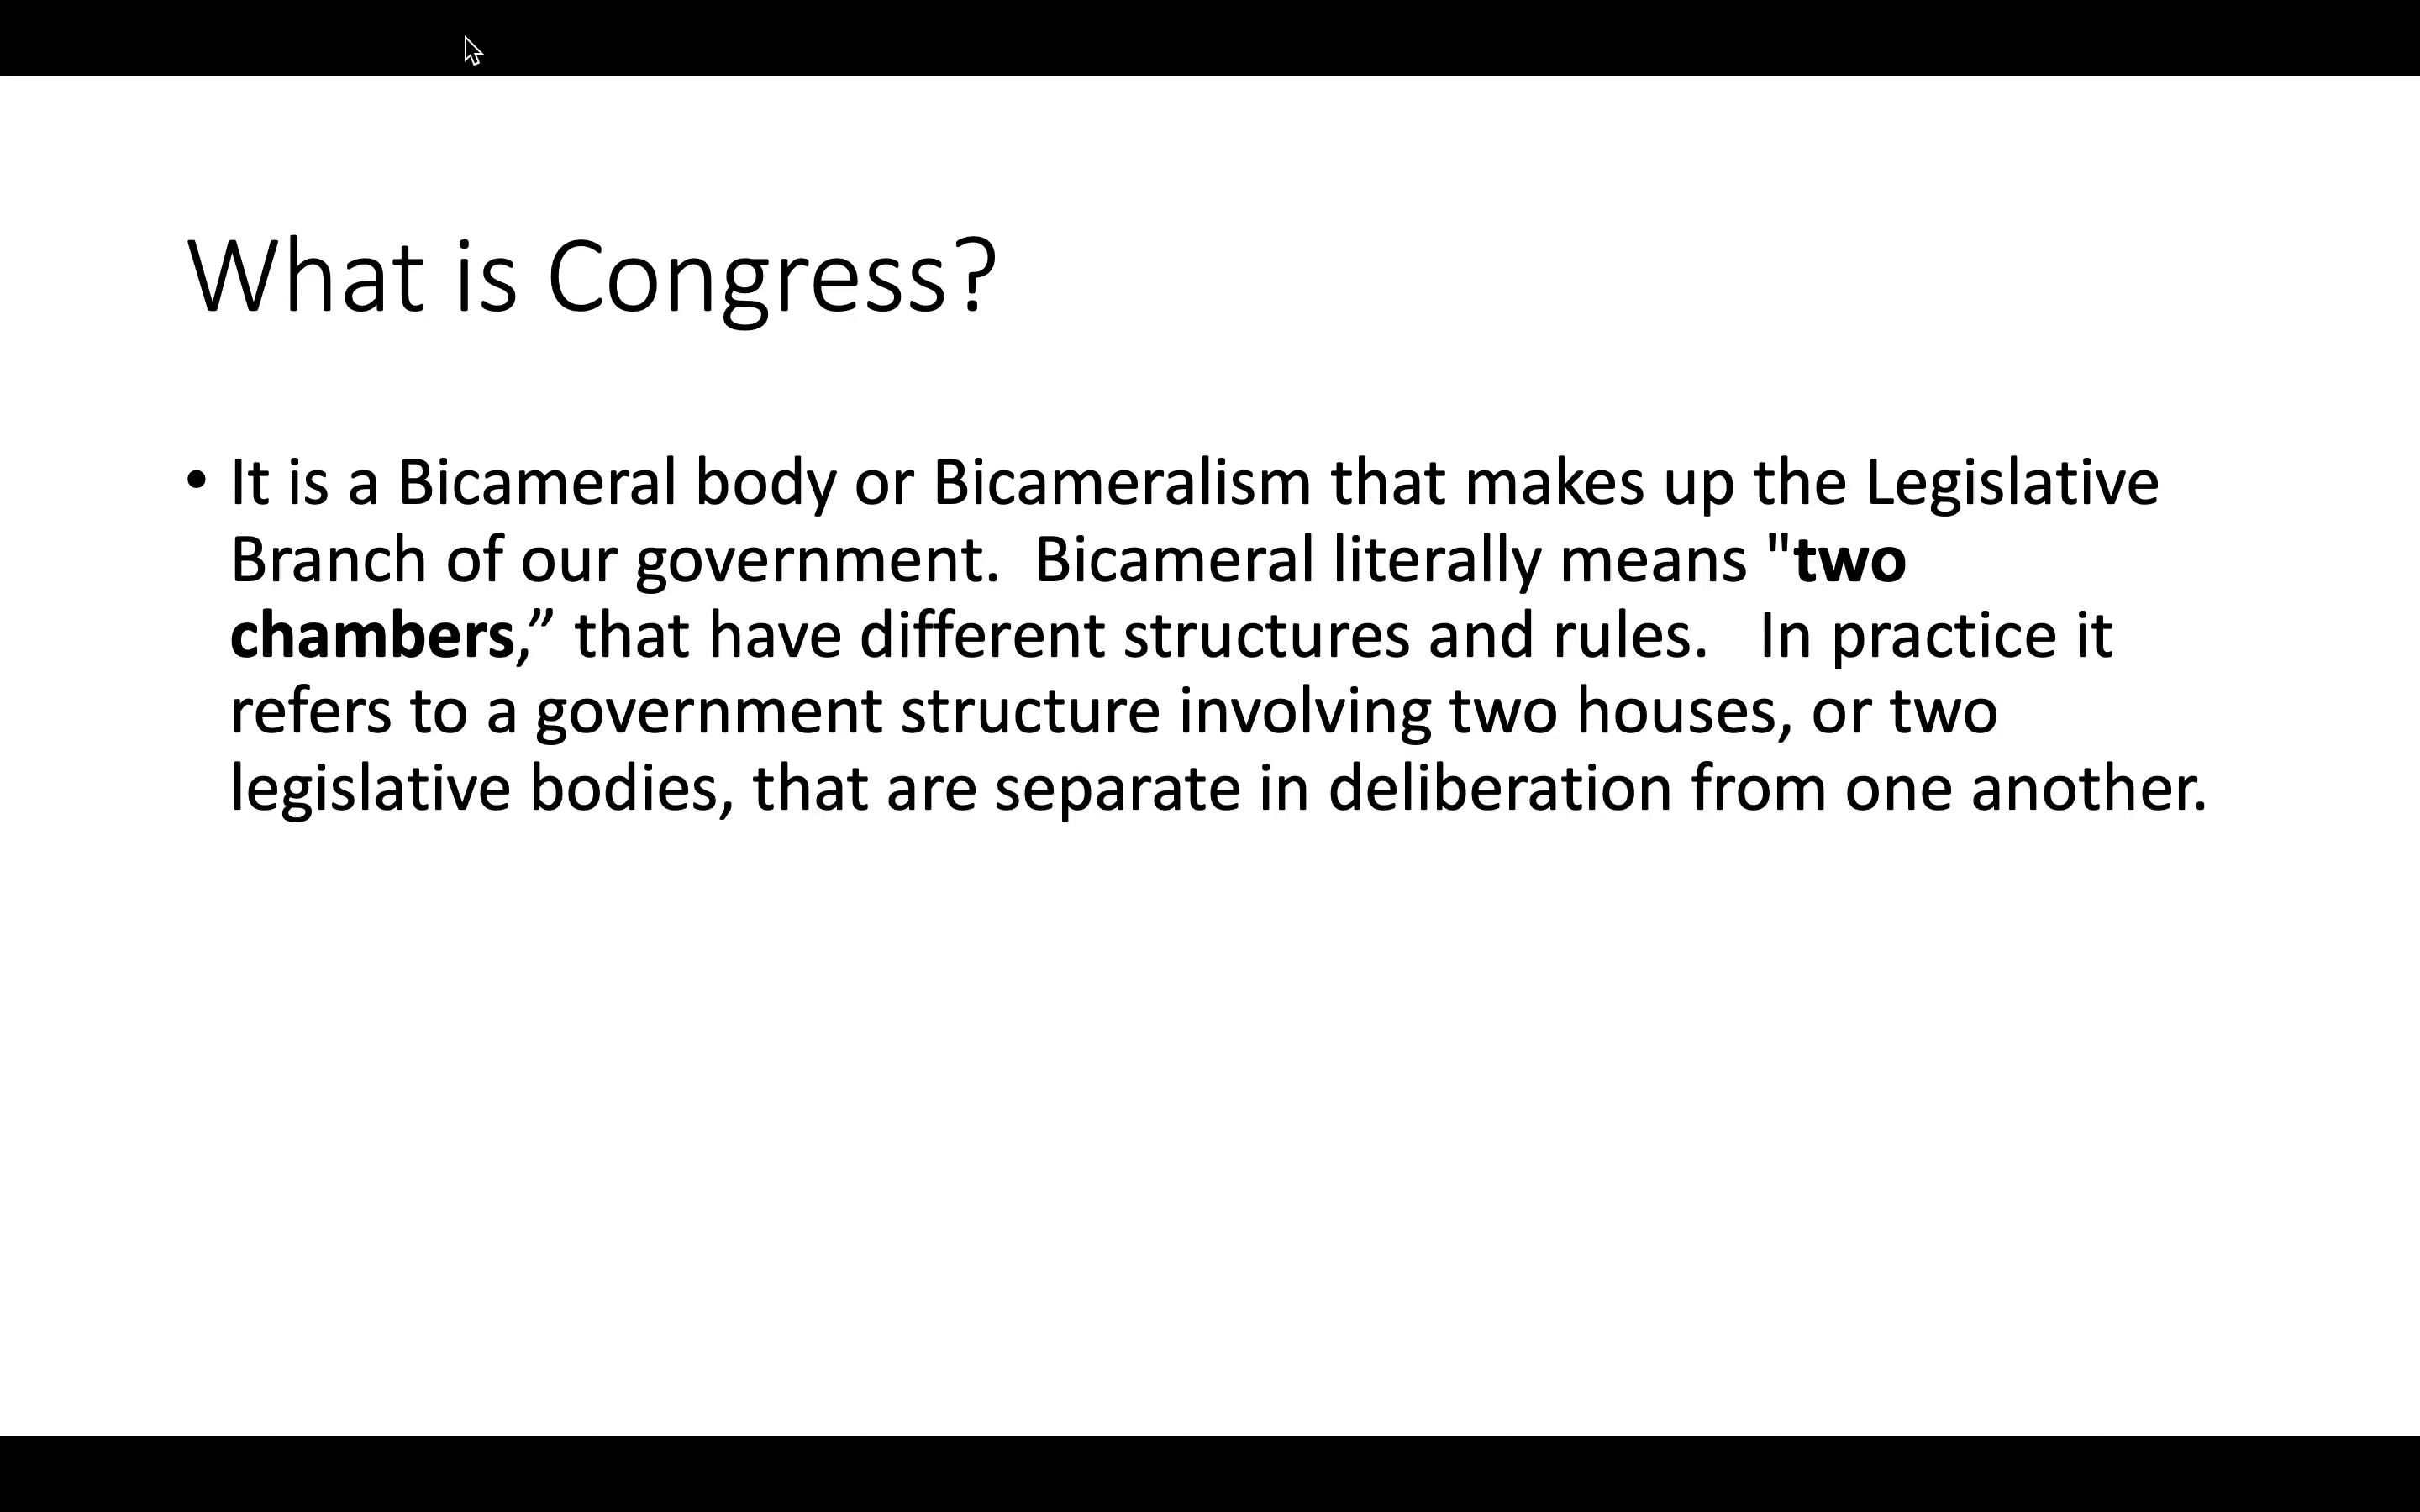 What is Congress?
• It is a Bicameral body or Bicameralism that makes up the Legislative
Branch of our government.  Bicameral literally means "two
chambers,” that have different structures and rules.   In practice it
refers to a government structure involving two houses, or two
legislative bodies, that are separate in deliberation from one another.